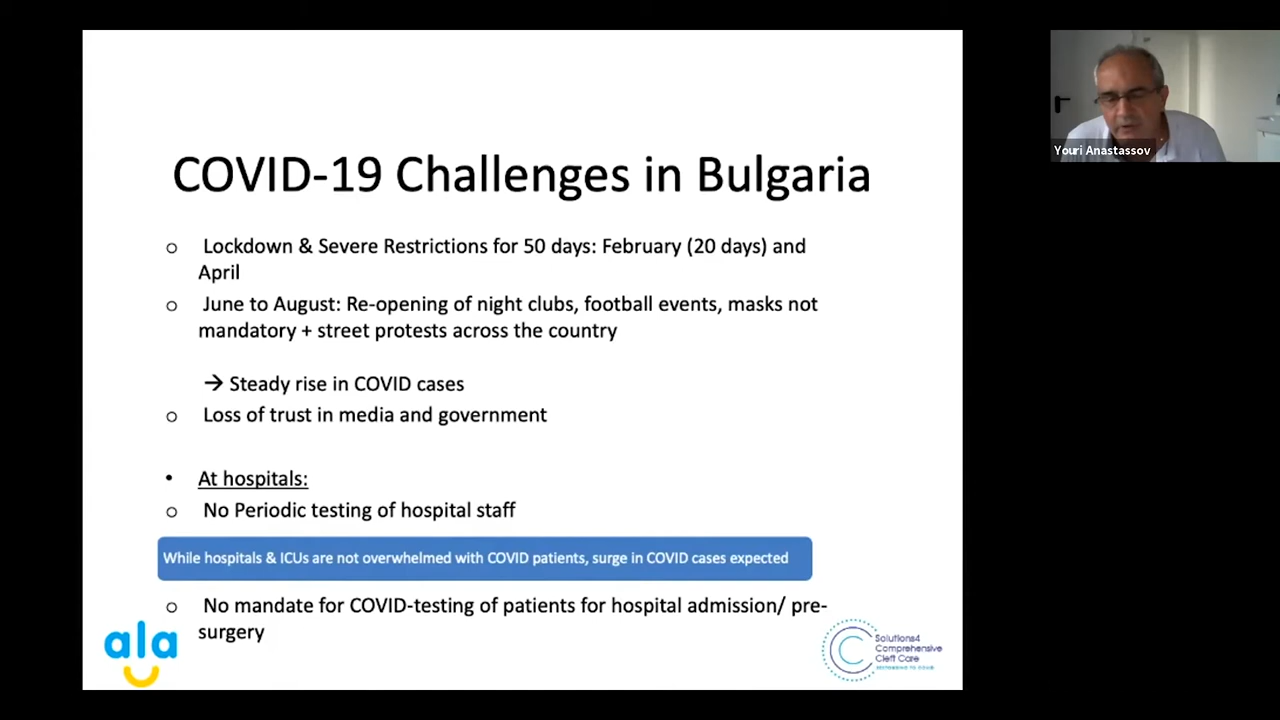 COVID-19 Challenges in Bulgaria
o Lockdown & Severe Restrictions for 50 days: February (20 days) and
April
o June to August: Re-opening of night clubs, football events, masks not
mandatory + street protests across the country
→ Steady rise in COVID cases
o Loss of trust in media and government
• At hospitals:
o No Periodic testing of hospital staff
While hospitals & ICUs are not overwhelmed with COVID patients, surge in COVID cases expected
o No mandate for COVID-testing of patients for hospital admission/ pre-
surgery
ala
Solutions4
Comprehensive
Cleft Care
Youri Anastassov